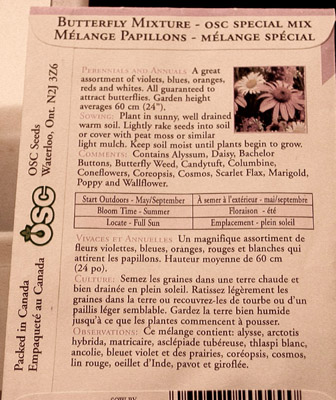 BUTTERFLY MIXTURE - OSC SPECIAL MIX
MÉLANGE PAPILLONS - MÉLANGE SPÉCIAL
PERENNIALS AND ANNUALS A great
assortment of violets, blues, oranges,
reds and whites. All guaranteed to
attract butterflies. Garden height
averages 60 cm (24").
SOWING: Plant in sunny, well drained
warm soil. Lightly rake seeds into soil
or cover with peat moss or similar
light mulch. Keep soil moist until plants begin to grow.
COMMENTS: Contains Alyssum, Daisy, Bachelor
Buttons, Butterfly Weed, Candytuft, Columbine,
Coneflowers, Coreopsis, Cosmos, Scarlet Flax, Marigold,
Poppy and Wallflower.
Start Outdoors - May/September À semer à l'extérieur - mai/septembre
Bloom Time - Summer Floraison - été
Locate - Full Sun Emplacement - plein soleil
VIVACES ET ANNUELLES Un magnifique assortiment de
fleurs violettes, bleues, oranges, rouges et blanches qui
attirent les papillons. Hauteur moyenne de 60 cm
(24 po).
CULTURE: Semez les graines dans une terre chaude et
bien drainée en plein soleil. Ratissez légèrement les
graines dans la terre ou recouvrez-les de tourbe ou d'un
paillis léger semblable. Gardez la terre bien humide
jusqu'à ce que les plantes commencent à pousser.
OBSERVATIONS: Ce mélange contient: alysse, arctotis
hybrida, matricaire, asclépiade tubéreuse, thlaspi blanc,
ancolie, bleuet violet et des prairies, coréopsis, cosmos,
lin rouge, oeillet d'Inde, pavot et giroflée.
OSC Seeds
Waterloo, Ont. N2J 3Z6
OSC
Packed in Canada
Empaqueté au Canada